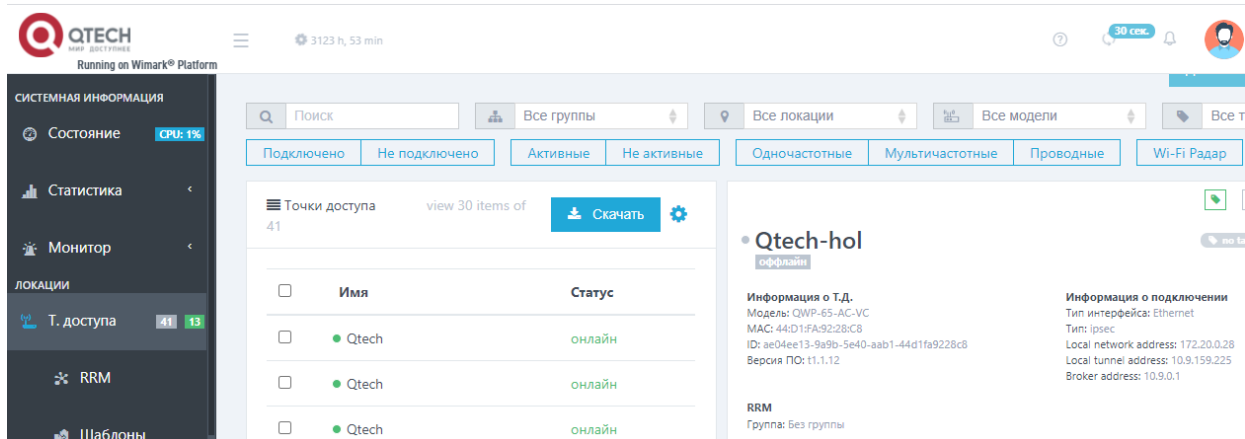 QTECH
МИР ДОСТУПНЕЕ
Running on Wimark® Platform
3123 h, 53 min
30 сек.
СИСТЕМНАЯ ИНФОРМАЦИЯ
Состояние CPU: 1%
Статистика
Монитор
ЛОКАЦИИ
Т. доступа 41 13
RRM
Шаблоны
Поиск Все группы Все локации Все модели Все
Подключено Не подключено Активные Не активные Одночастотные Мультичастотные Проводные Wi-Fi Радар
Точки доступа view 30 items of
41
Скачать
Имя Статус
Qtech онлайн
Qtech онлайн
Qtech онлайн
Qtech-hol
оффлайн
no
Информация о Т.Д.
Модель: QWP-65-AC-VC
MAC: 44:D1:FA:92:28:C8
ID: ae04ee13-9a9b-5e40-aab1-44d1fa9228c8
Версия ПО: t1.1.12
Информация о подключении
Тип интерфейса: Ethernet
Тип: ipsec
Local network address: 172.20.0.28
Local tunnel address: 10.9.159.225
Broker address: 10.9.0.1
RRM
Группа: Без группы